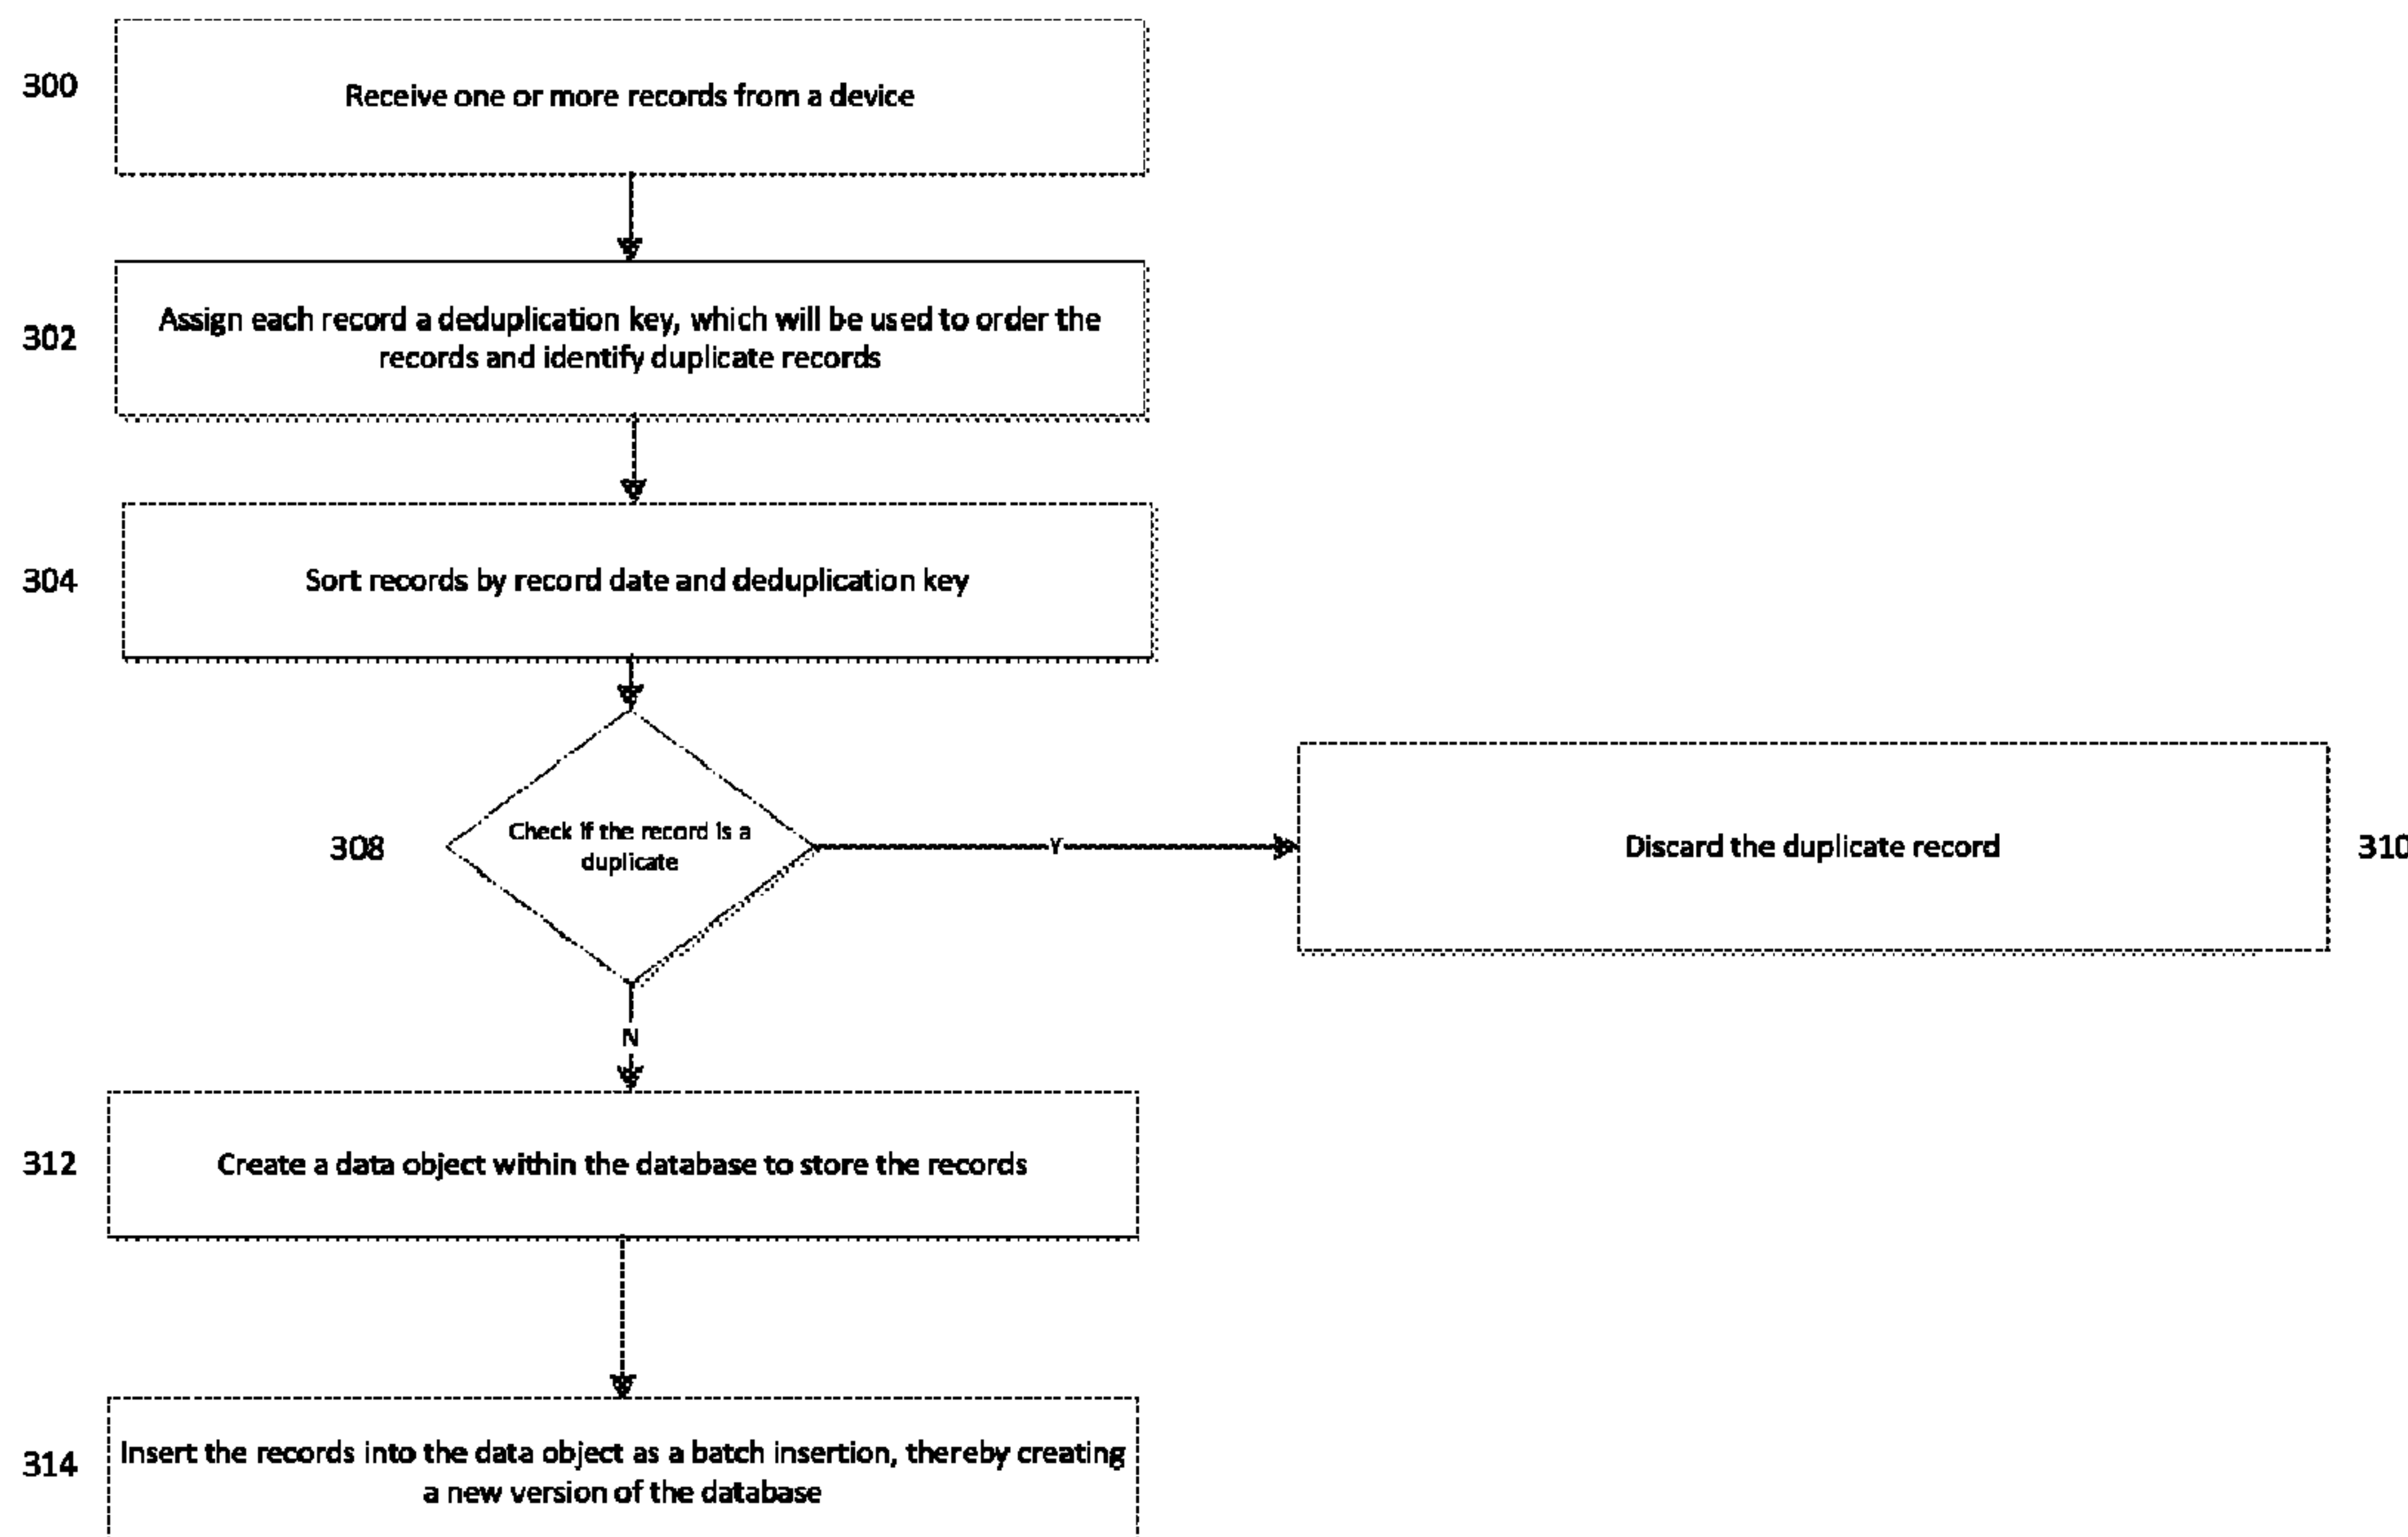 300
Receive one or more records from a device
302
Assign each record a deduplication key, which will be used to order the
records and identify duplicate records
304
Sort records by record date and deduplication key
308
Check if the record is a
duplicate
Y
Discard the duplicate record
310
N
312
Create a data object within the database to store the records
314
Insert the records into the data object as a batch insertion, thereby creating
a new version of the database